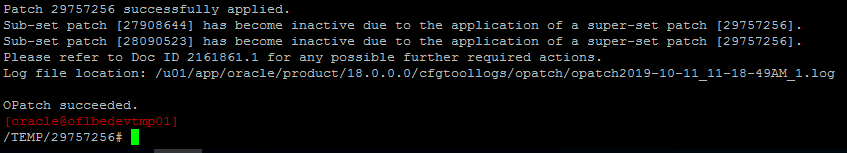 Patch 29757256 successfully applied.
Sub-set patch [27908644] has become inactive due to the application of a super-set patch [29757256].
Sub-set patch [28090523] has become inactive due to the application of a super-set patch [29757256].
Please refer to Doc ID 2161861.1 for any possible further required actions.
Log file location: /u01/app/oracle/product/18.0.0.0/cfgtoollogs/opatch/opatch2019-10-11_11-18-49AM_1.log

OPatch succeeded.
[oracle@oflbedevtmp01]
/TEMP/29757256#